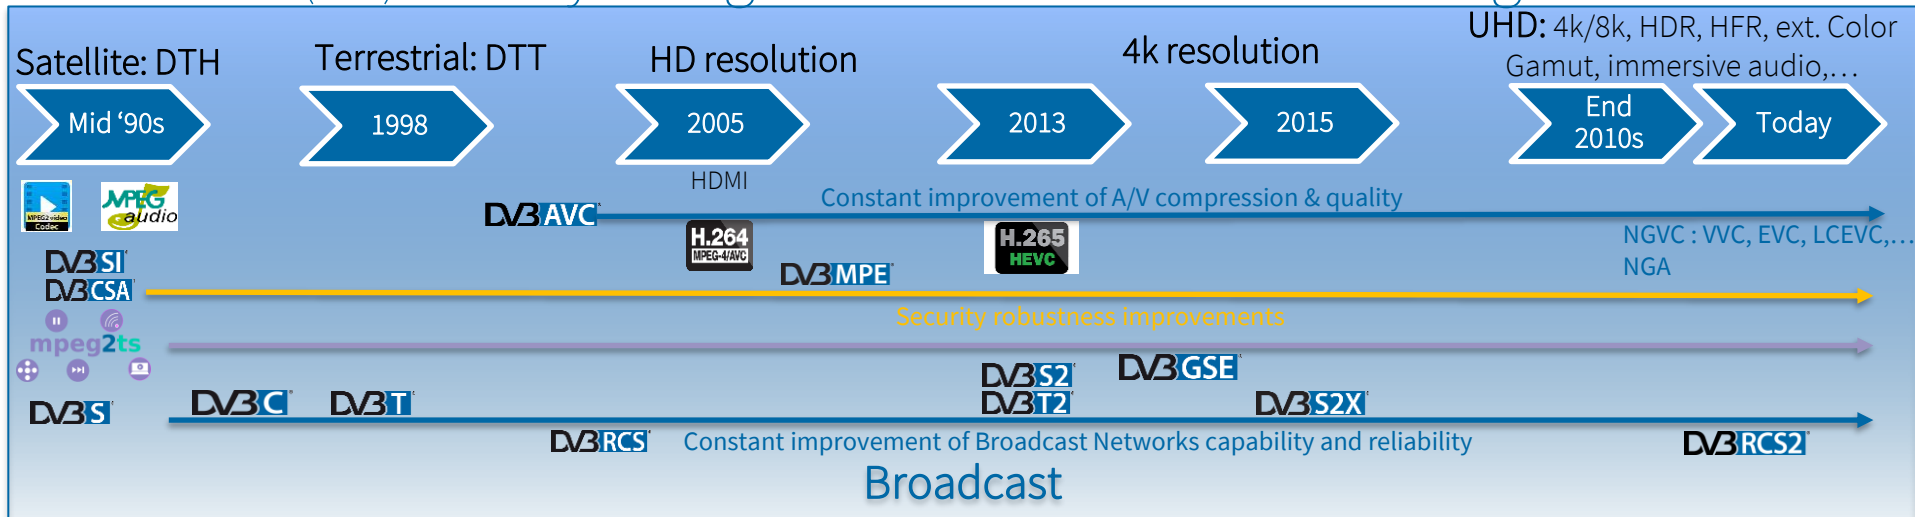 Satellite: DTH
Terrestrial: DTT
HD resolution
4k resolution
UHD: 4k/8k, HDR, HFR, ext. Color
Gamut, immersive audio,…
Mid ‘90s
1998
2005
2013
2015
End
2010s
Today
HDMI
MPEG2 video
Codec
MPEG
audio
DVB AVC
Constant improvement of A/V compression & quality
H.264
MPEG-4/AVC
H.265
HEVC
NGVC : VVC, EVC, LCEVC,…
NGA
DVB SI
DVB CSA
DVB MPE
Security robustness improvements
mpeg2ts
DVB S
DVB C
DVB T
DVB RCS
DVB S2
DVB T2
DVB GSE
DVB S2X
Constant improvement of Broadcast Networks capability and reliability
DVB RCS2
Broadcast